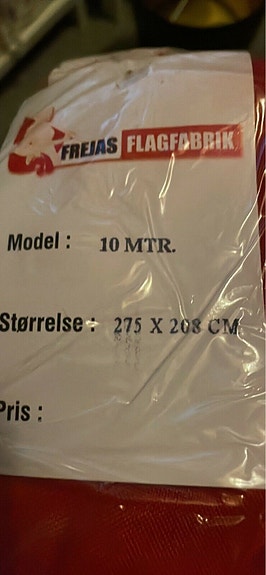 FREJAS FLAGFABRIK
Model : 10 MTR.
Størrelse : 275 X 208 CM
Pris :